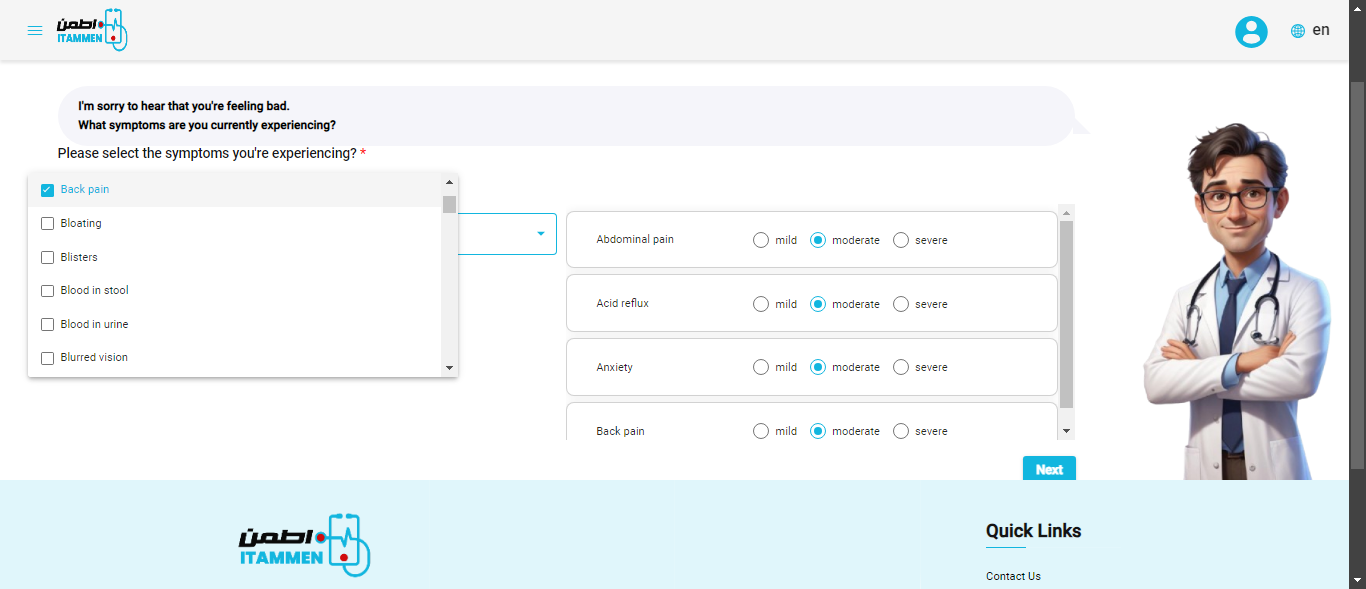 اطمن
ITAMMEN
en
I'm sorry to hear that you're feeling bad.
What symptoms are you currently experiencing?
Please select the symptoms you're experiencing? *
Back pain
Bloating
Blisters
Blood in stool
Blood in urine
Blurred vision
Abdominal pain mild moderate severe
Acid reflux mild moderate severe
Anxiety mild moderate severe
Back pain mild moderate severe
Next
اطمن
ITAMMEN
Quick Links
Contact Us